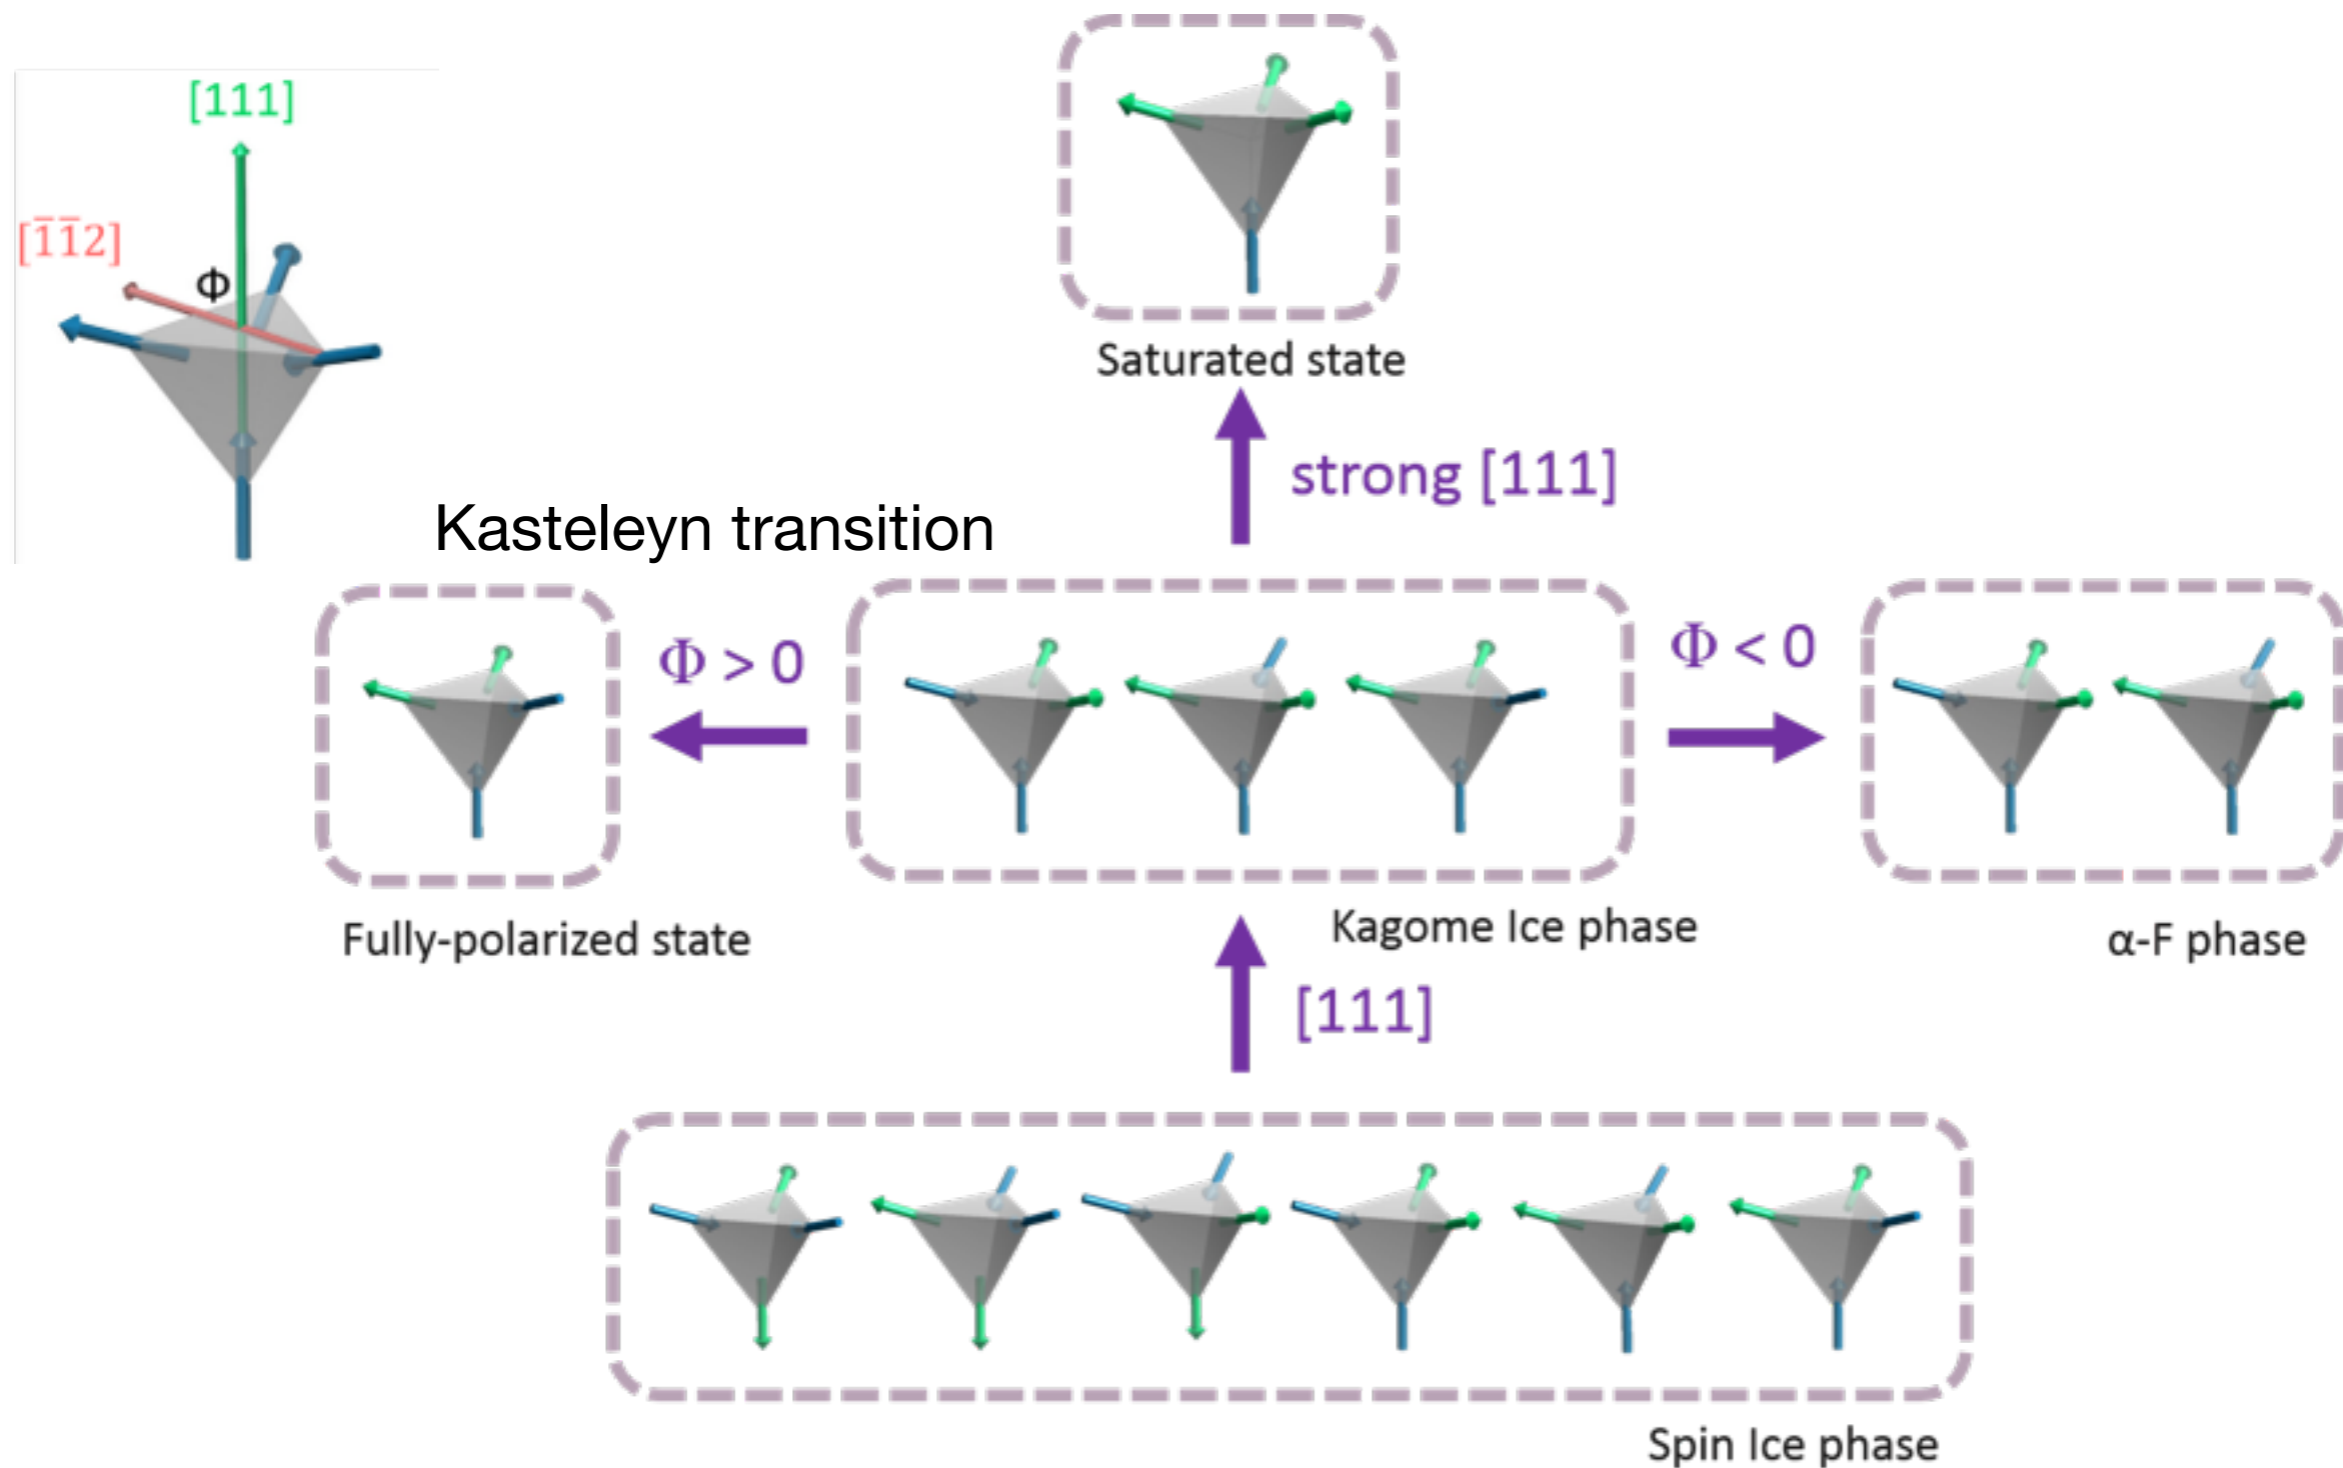 [111]
[1̅1̅2]
Φ
Saturated state
strong [111]
Kasteleyn transition
Φ > 0
Φ < 0
Fully-polarized state
Kagome Ice phase
α-F phase
[111]
Spin Ice phase